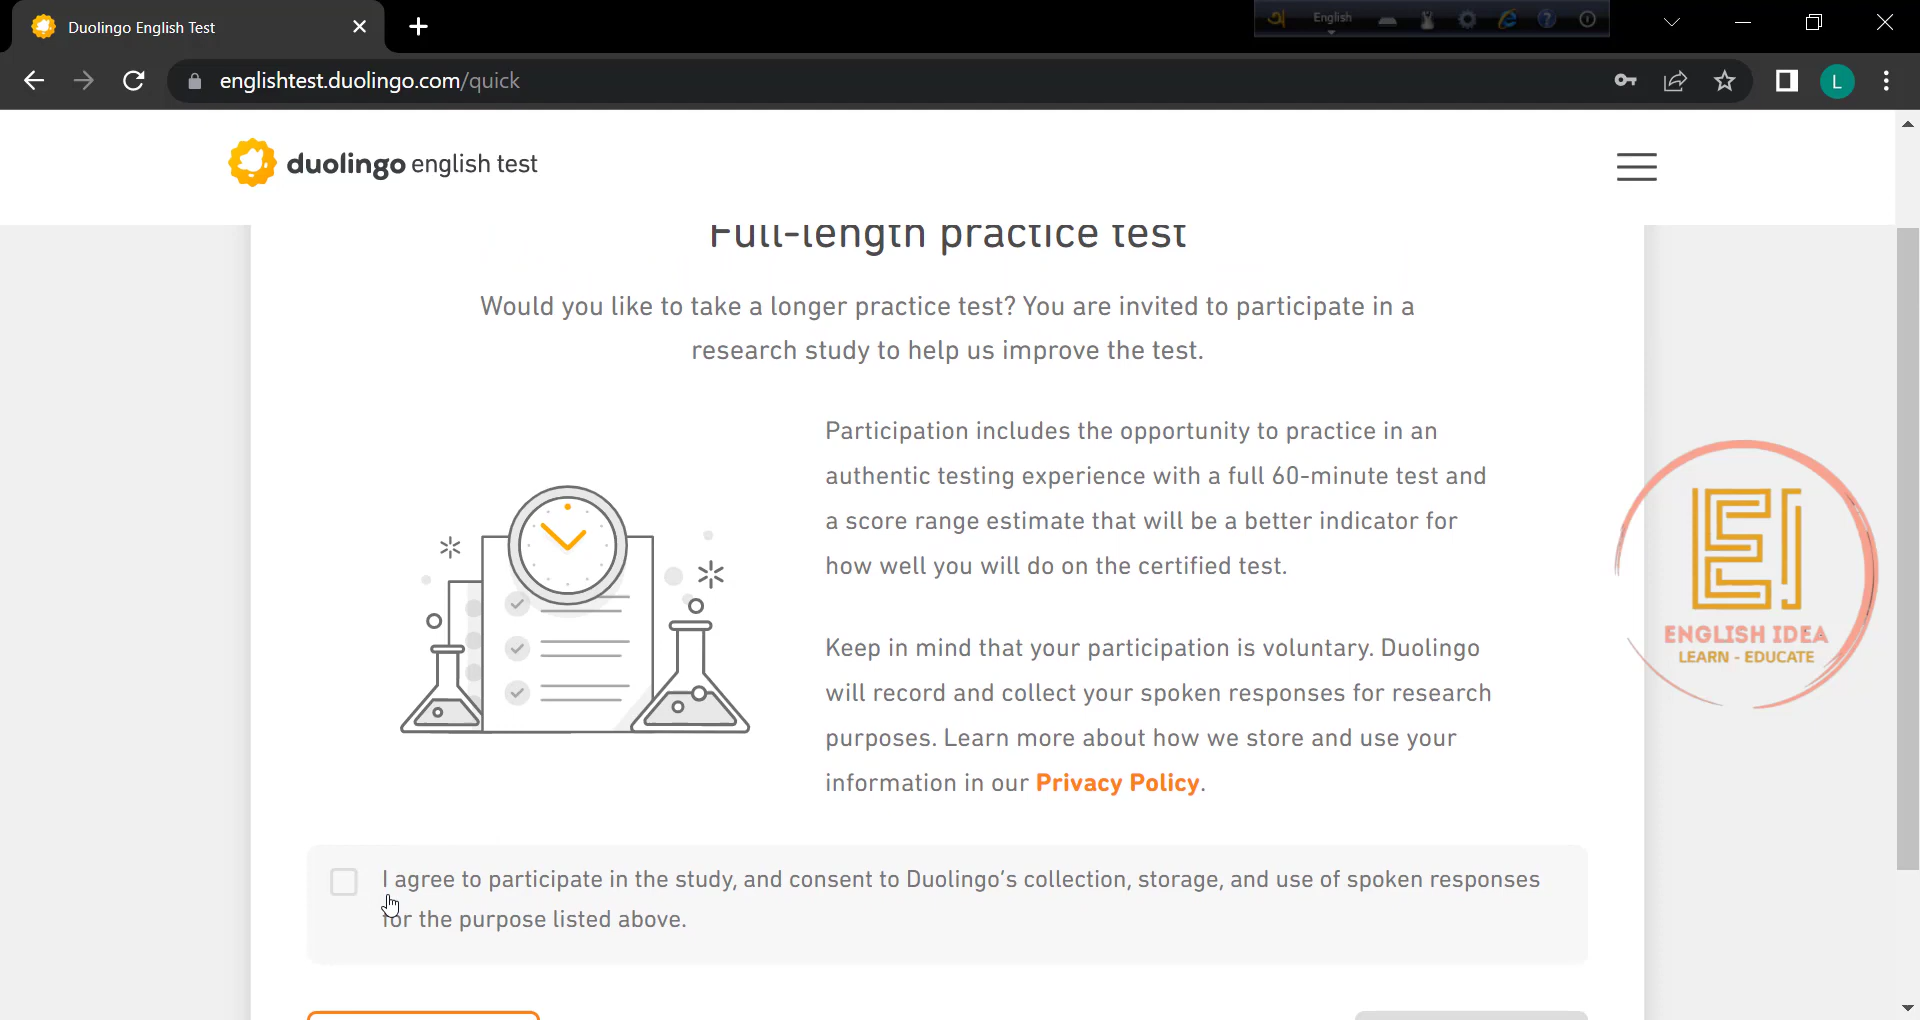 Duolingo English Test
English
englishtest.duolingo.com/quick
L
duolingo english test
Full-length practice test
Would you like to take a longer practice test? You are invited to participate in a
research study to help us improve the test.
Participation includes the opportunity to practice in an
authentic testing experience with a full 60-minute test and
a score range estimate that will be a better indicator for
how well you will do on the certified test.
Keep in mind that your participation is voluntary. Duolingo
will record and collect your spoken responses for research
purposes. Learn more about how we store and use your
information in our Privacy Policy.
EI
ENGLISH IDEA
LEARN - EDUCATE
I agree to participate in the study, and consent to Duolingo's collection, storage, and use of spoken responses
for the purpose listed above.